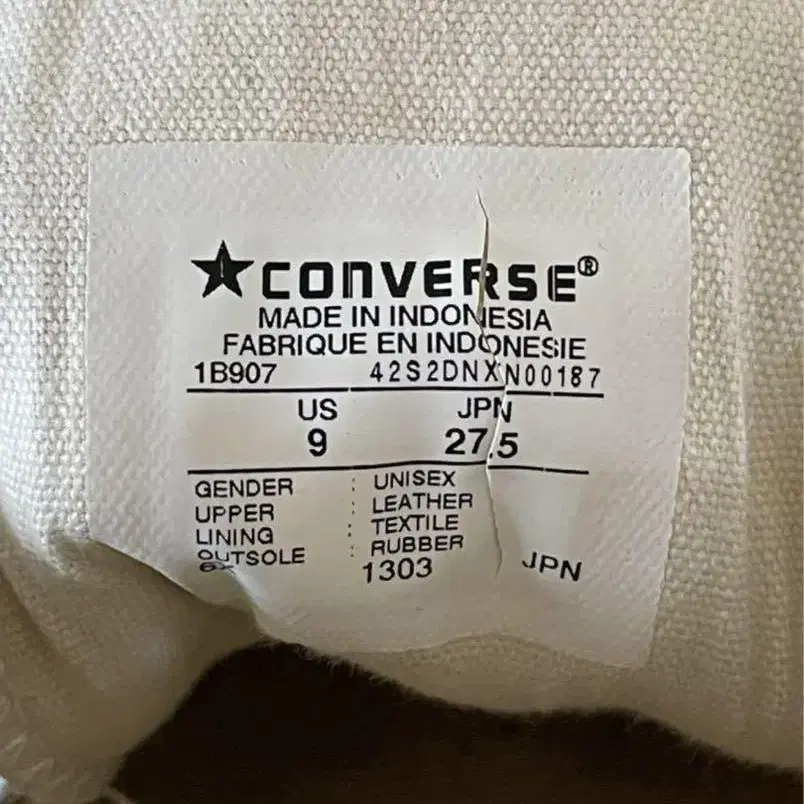 ★CONVERSE®
MADE IN INDONESIA
FABRIQUE EN INDONESIE
1B907 42S2DNXN00187
US JPN
9 27.5
GENDER : UNISEX
UPPER : LEATHER
LINING : TEXTILE
OUTSOLE : RUBBER
1303 JPN